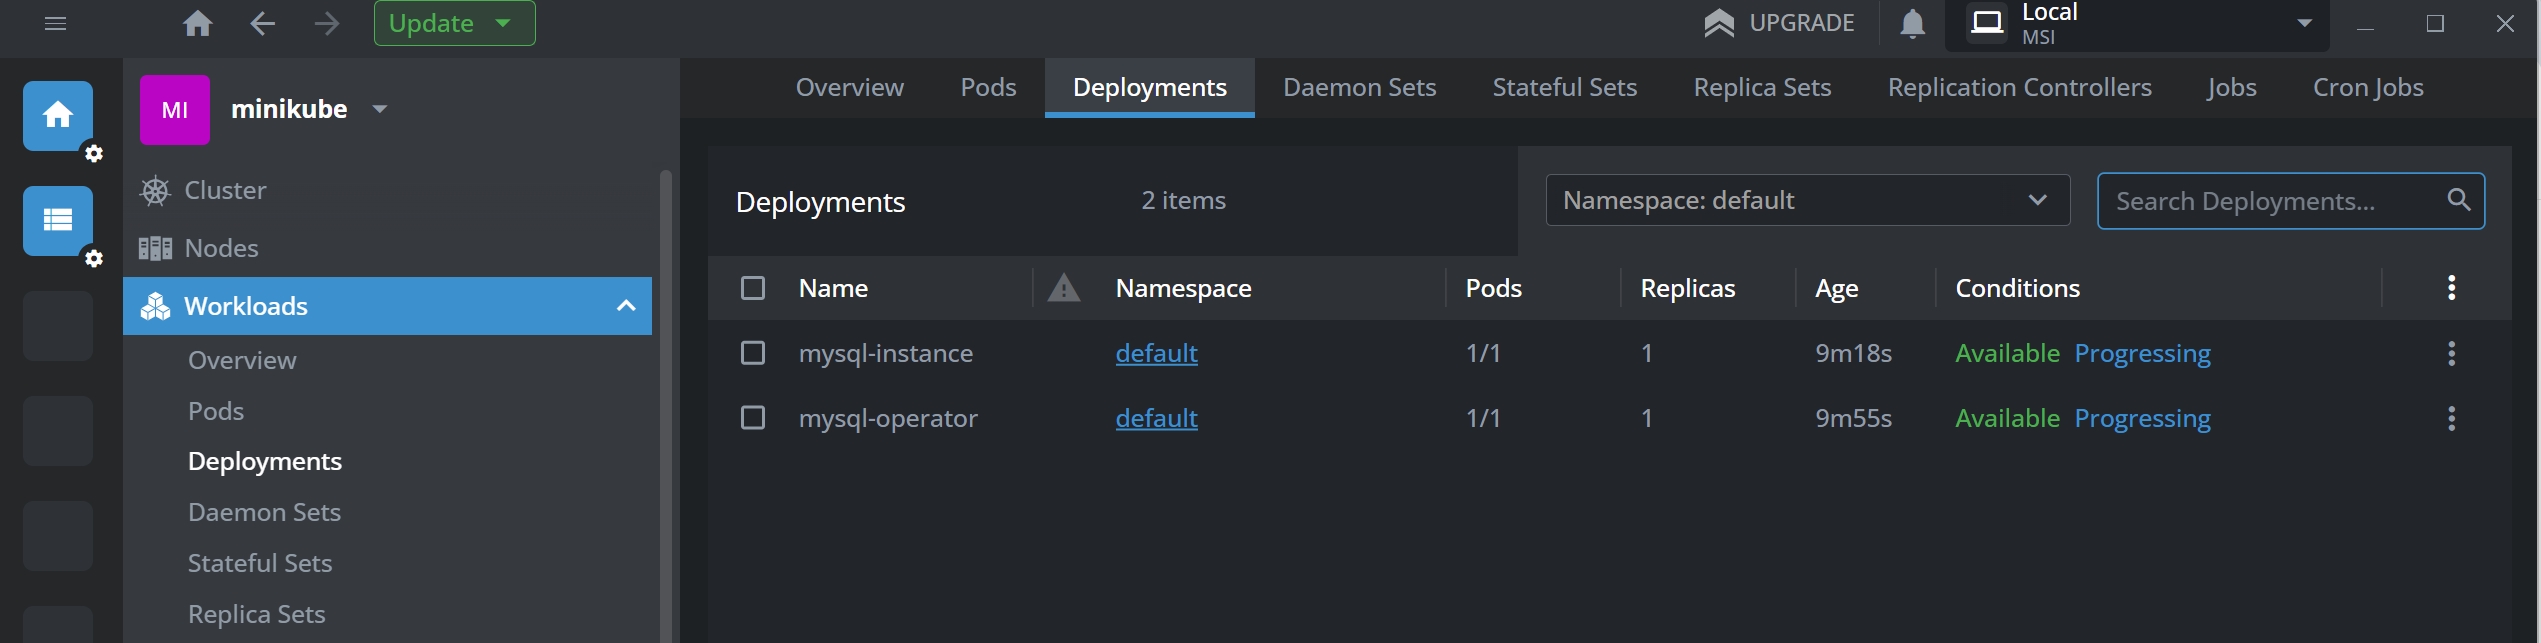 Update
UPGRADE
Local
MSI
MI
minikube
Cluster
Nodes
Workloads
Overview
Pods
Deployments
Daemon Sets
Stateful Sets
Replica Sets
Overview Pods Deployments Daemon Sets Stateful Sets Replica Sets Replication Controllers Jobs Cron Jobs
Deployments 2 items Namespace: default Search Deployments...
Name Namespace Pods Replicas Age Conditions
mysql-instance default 1/1 1 9m18s Available Progressing
mysql-operator default 1/1 1 9m55s Available Progressing